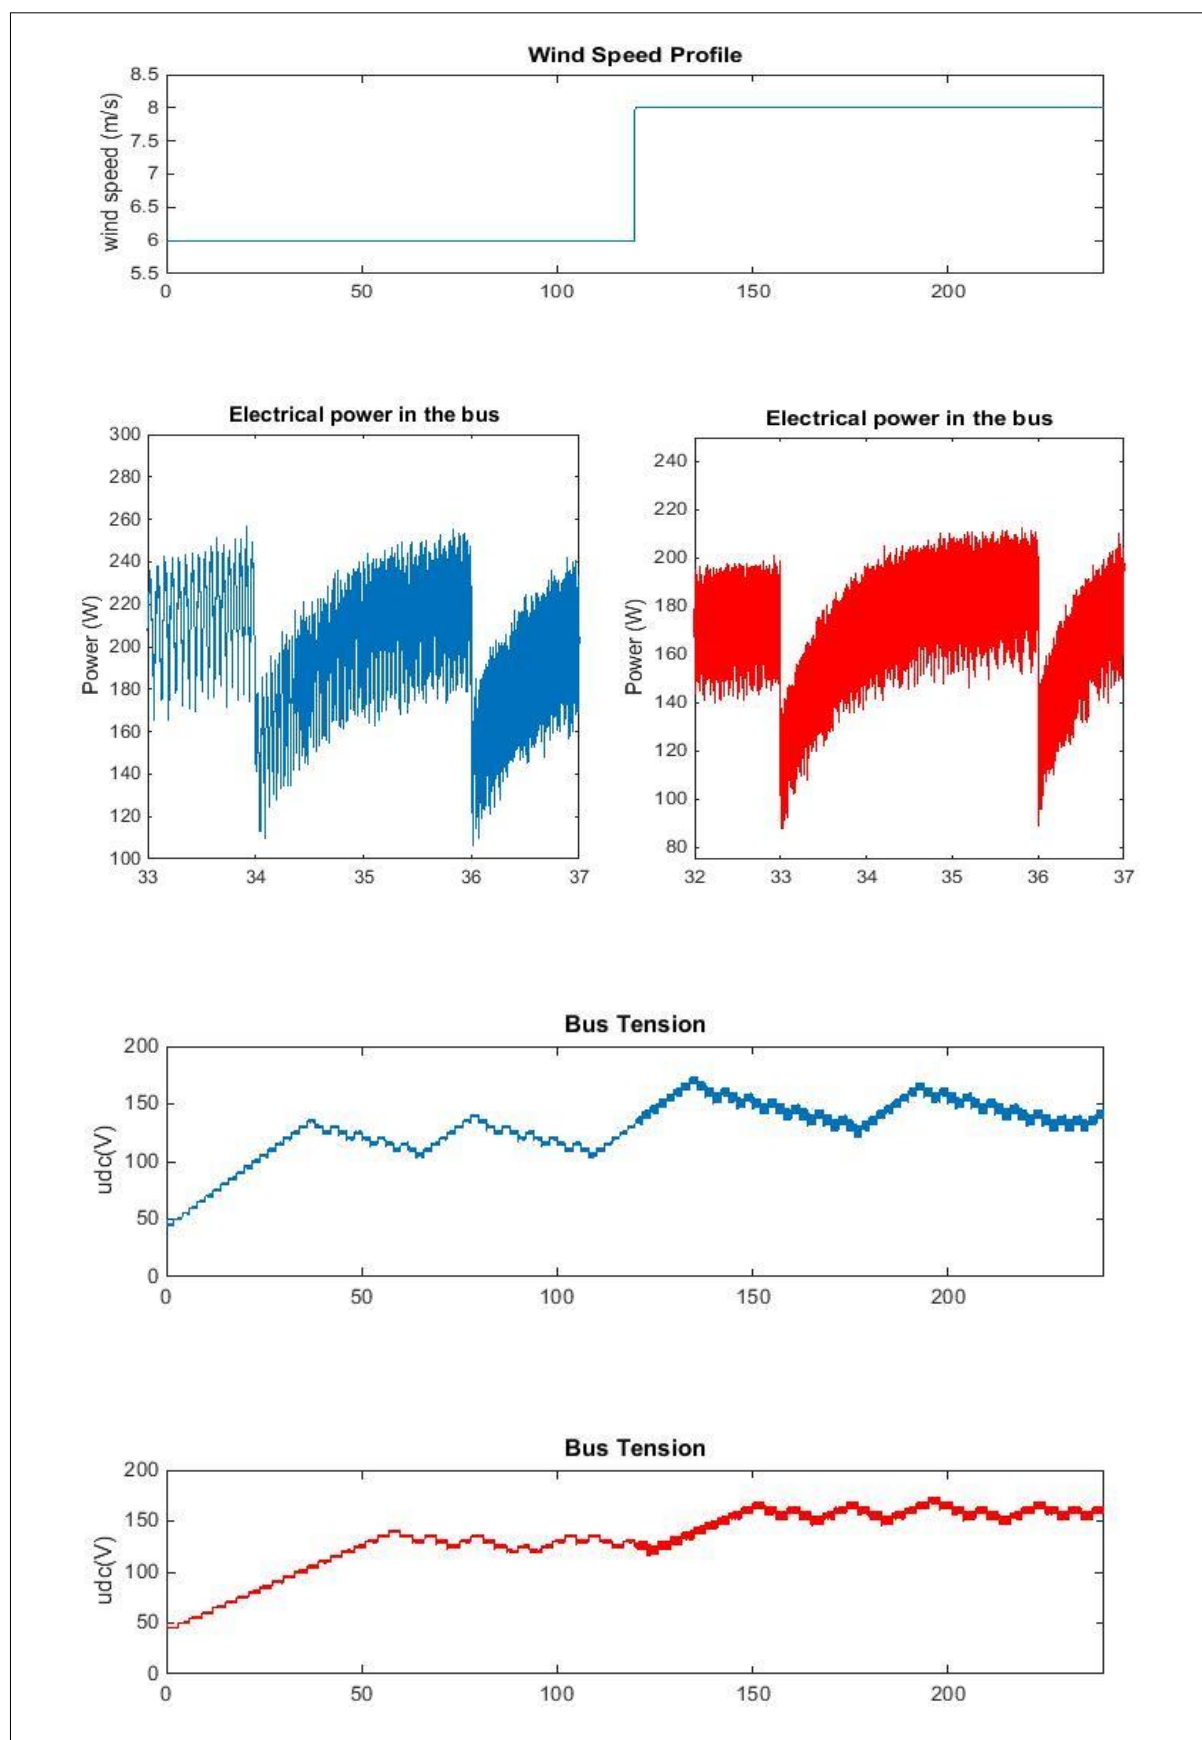 Wind Speed Profile
wind speed (m/s)
8.5
8
7.5
7
6.5
6
5.5
0 50 100 150 200
Electrical power in the bus
Power (W)
300
280
260
240
220
200
180
160
140
120
100
33 34 35 36 37
Electrical power in the bus
Power (W)
240
220
200
180
160
140
120
100
80
32 33 34 35 36 37
Bus Tension
udc(V)
200
150
100
50
0
0 50 100 150 200
Bus Tension
udc(V)
200
150
100
50
0
0 50 100 150 200